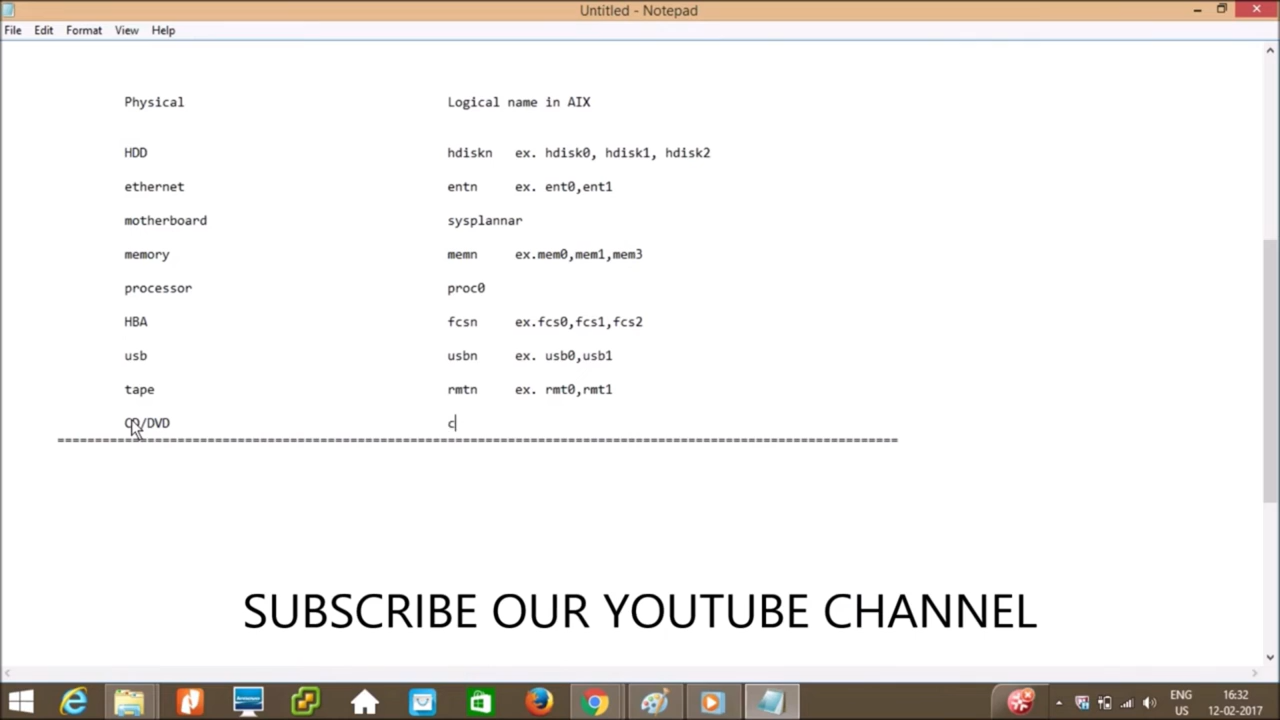 Untitled - Notepad
File Edit Format View Help
Physical Logical name in AIX
HDD hdiskn ex. hdisk0, hdisk1, hdisk2
ethernet entn ex. ent0,ent1
motherboard sysplannar
memory memn ex.mem0,mem1,mem3
processor proc0
HBA fcsn ex.fcs0,fcs1,fcs2
usb usbn ex. usb0,usb1
tape rmtn ex. rmt0,rmt1
CD/DVD c
================================================================================================================
SUBSCRIBE OUR YOUTUBE CHANNEL
ENG 16:32
US 12-02-2017